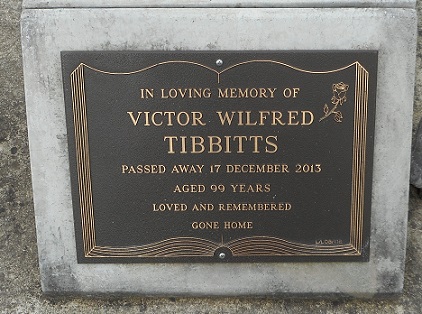 IN LOVING MEMORY OF
VICTOR WILFRED
TIBBITTS
PASSED AWAY 17 DECEMBER 2013
AGED 99 YEARS
LOVED AND REMEMBERED
GONE HOME